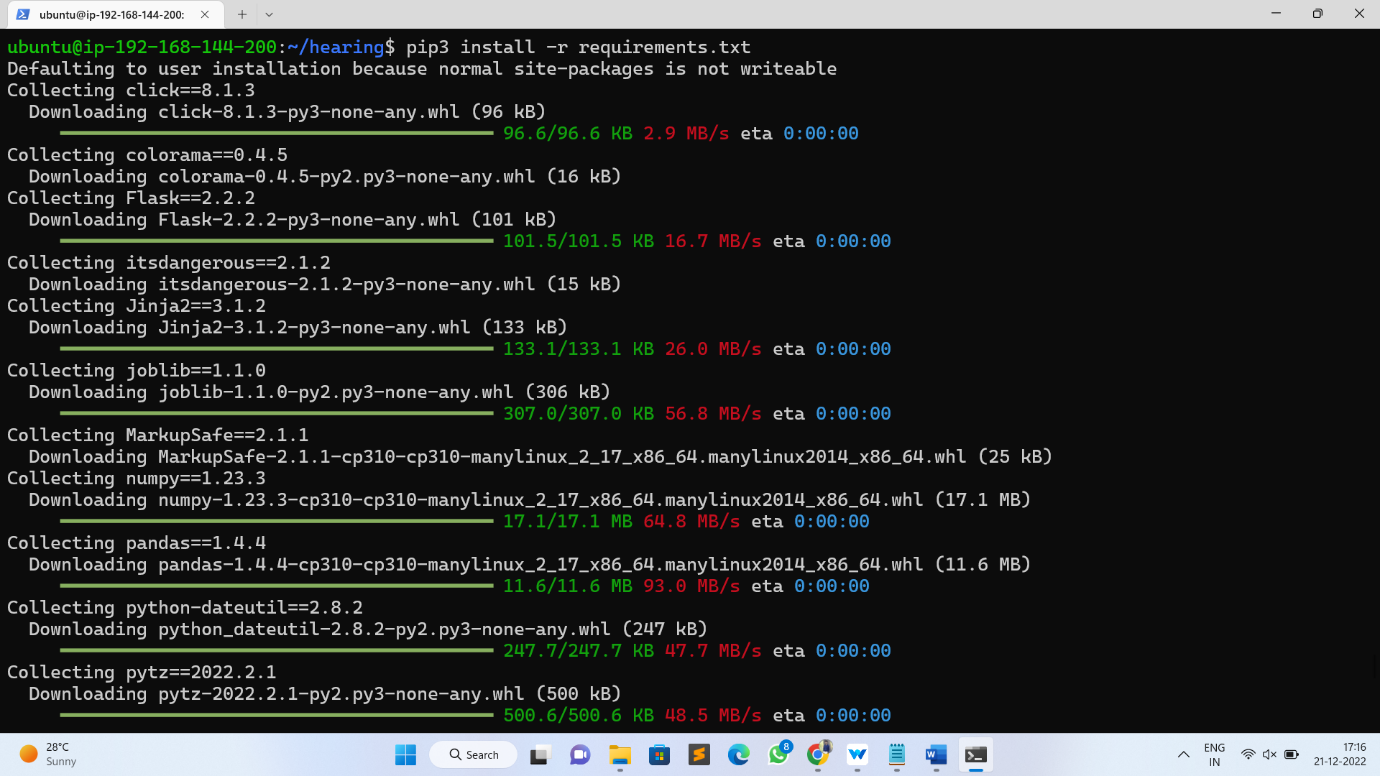 ubuntu@ip-192-168-144-200:
ubuntu@ip-192-168-144-200:~/hearing$ pip3 install -r requirements.txt
Defaulting to user installation because normal site-packages is not writeable
Collecting click==8.1.3
Downloading click-8.1.3-py3-none-any.whl (96 kB)
96.6/96.6 KB 2.9 MB/s eta 0:00:00
Collecting colorama==0.4.5
Downloading colorama-0.4.5-py2.py3-none-any.whl (16 kB)
Collecting Flask==2.2.2
Downloading Flask-2.2.2-py3-none-any.whl (101 kB)
101.5/101.5 KB 16.7 MB/s eta 0:00:00
Collecting itsdangerous==2.1.2
Downloading itsdangerous-2.1.2-py3-none-any.whl (15 kB)
Collecting Jinja2==3.1.2
Downloading Jinja2-3.1.2-py3-none-any.whl (133 kB)
133.1/133.1 KB 26.0 MB/s eta 0:00:00
Collecting joblib==1.1.0
Downloading joblib-1.1.0-py2.py3-none-any.whl (306 kB)
307.0/307.0 KB 56.8 MB/s eta 0:00:00
Collecting MarkupSafe==2.1.1
Downloading MarkupSafe-2.1.1-cp310-cp310-manylinux_2_17_x86_64.manylinux2014_x86_64.whl (25 kB)
Collecting numpy==1.23.3
Downloading numpy-1.23.3-cp310-cp310-manylinux_2_17_x86_64.manylinux2014_x86_64.whl (17.1 MB)
17.1/17.1 MB 64.8 MB/s eta 0:00:00
Collecting pandas==1.4.4
Downloading pandas-1.4.4-cp310-cp310-manylinux_2_17_x86_64.manylinux2014_x86_64.whl (11.6 MB)
11.6/11.6 MB 93.0 MB/s eta 0:00:00
Collecting python-dateutil==2.8.2
Downloading python_dateutil-2.8.2-py2.py3-none-any.whl (247 kB)
247.7/247.7 KB 47.7 MB/s eta 0:00:00
Collecting pytz==2022.2.1
Downloading pytz-2022.2.1-py2.py3-none-any.whl (500 kB)
500.6/500.6 KB 48.5 MB/s eta 0:00:00
28°C
Sunny
Search
8
ENG
IN
17:16
21-12-2022